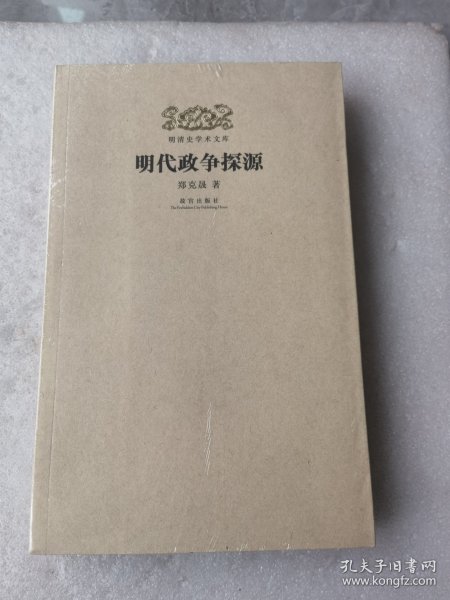 明清史学术文库
明代政争探源
郑克晟 著
故宫出版社
The Forbidden City Publishing House
孔夫子旧书网
www.kongfz.com